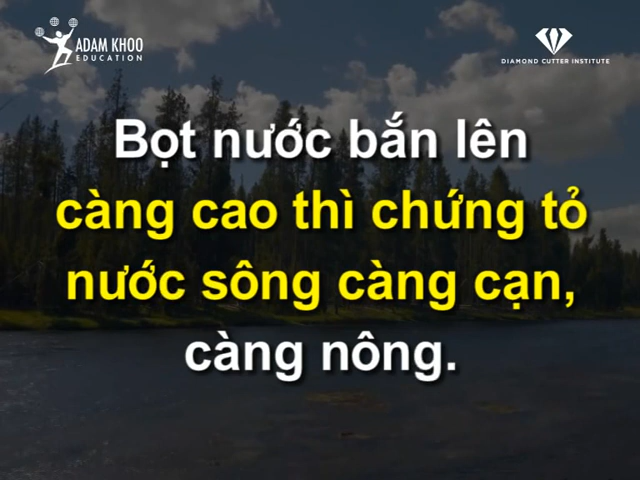 ADAM KHOO
EDUCATION
DIAMOND CUTTER INSTITUTE
Bọt nước bắn lên
càng cao thì chứng tỏ
nước sông càng cạn,
càng nông.